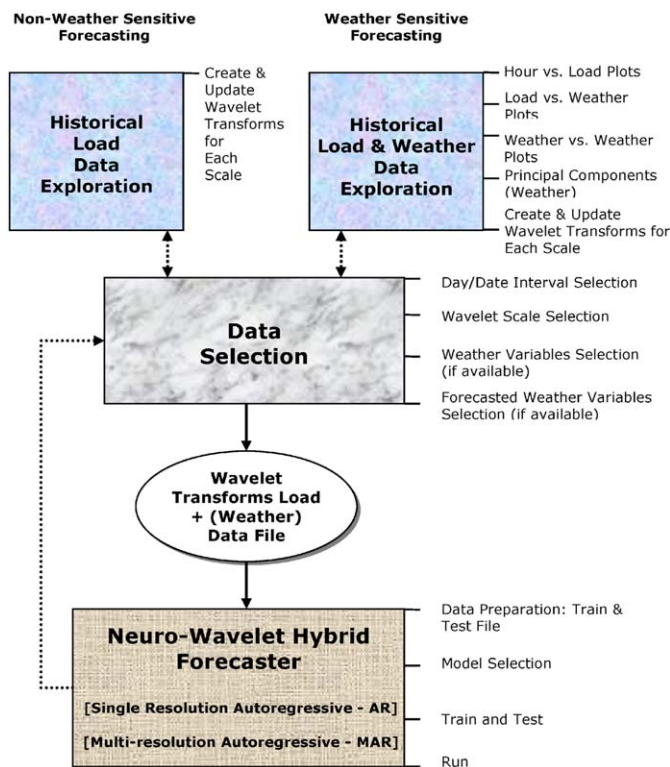 Non-Weather Sensitive
Forecasting
Weather Sensitive
Forecasting
Historical
Load
Data
Exploration
Create &
Update
Wavelet
Transforms
for
Each
Scale
Historical
Load & Weather
Data
Exploration
Hour vs. Load Plots
Load vs. Weather
Plots
Weather vs. Weather
Plots
Principal Components
(Weather)
Create & Update
Wavelet Transforms for
Each Scale
Data
Selection
Day/Date Interval Selection
Wavelet Scale Selection
Weather Variables Selection
(if available)
Forecasted Weather Variables
Selection (if available)
Wavelet
Transforms Load
+ (Weather)
Data File
Neuro-Wavelet Hybrid
Forecaster
[Single Resolution Autoregressive - AR]
[Multi-resolution Autoregressive - MAR]
Data Preparation: Train &
Test File
Model Selection
Train and Test
Run